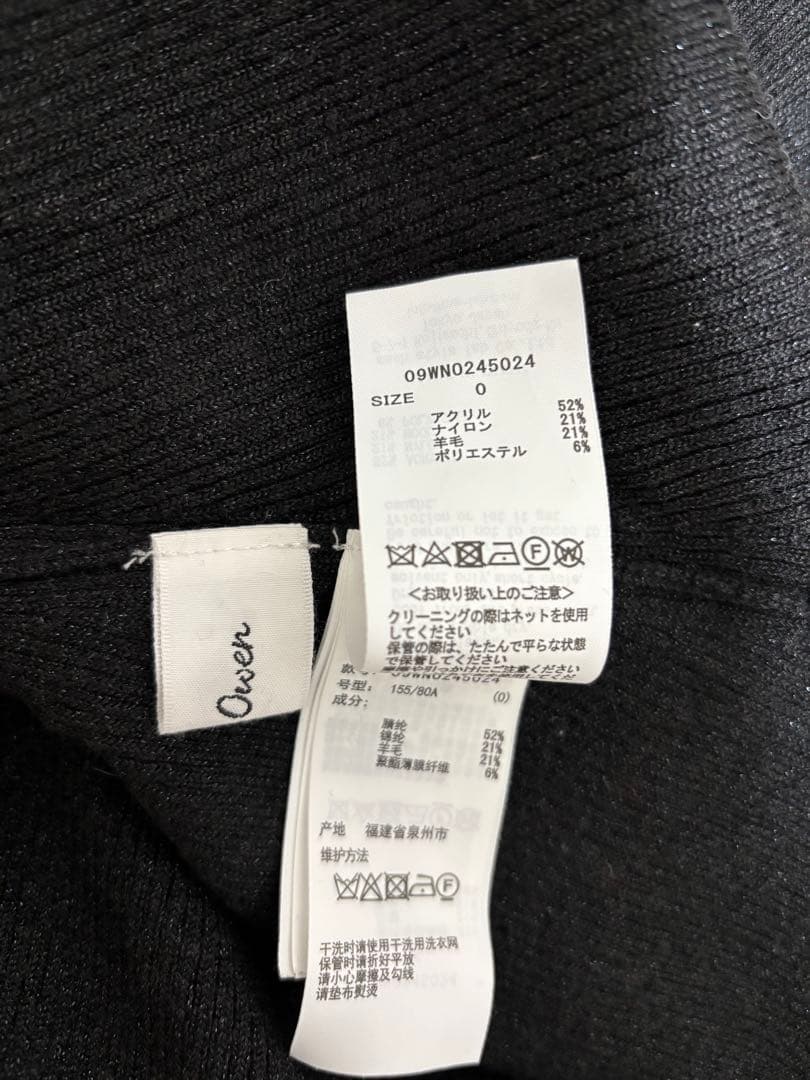 09WNO245024
SIZE 0
アクリル 52%
ナイロン 21%
羊毛 21%
ポリエステル 6%
<お取り扱い上のご注意>
クリーニングの際はネットを使用
してください
保管の際は、たたんで平らな状態
で保管してください
Owen
号型: 155/80A (0)
成分:
腈纶 52%
锦纶 21%
羊毛 21%
聚酯薄膜纤维 6%
产地 福建省泉州市
维护方法
干洗时请使用干洗用洗衣网
保管时请折好平放
请小心摩擦及勾线
请垫布熨烫